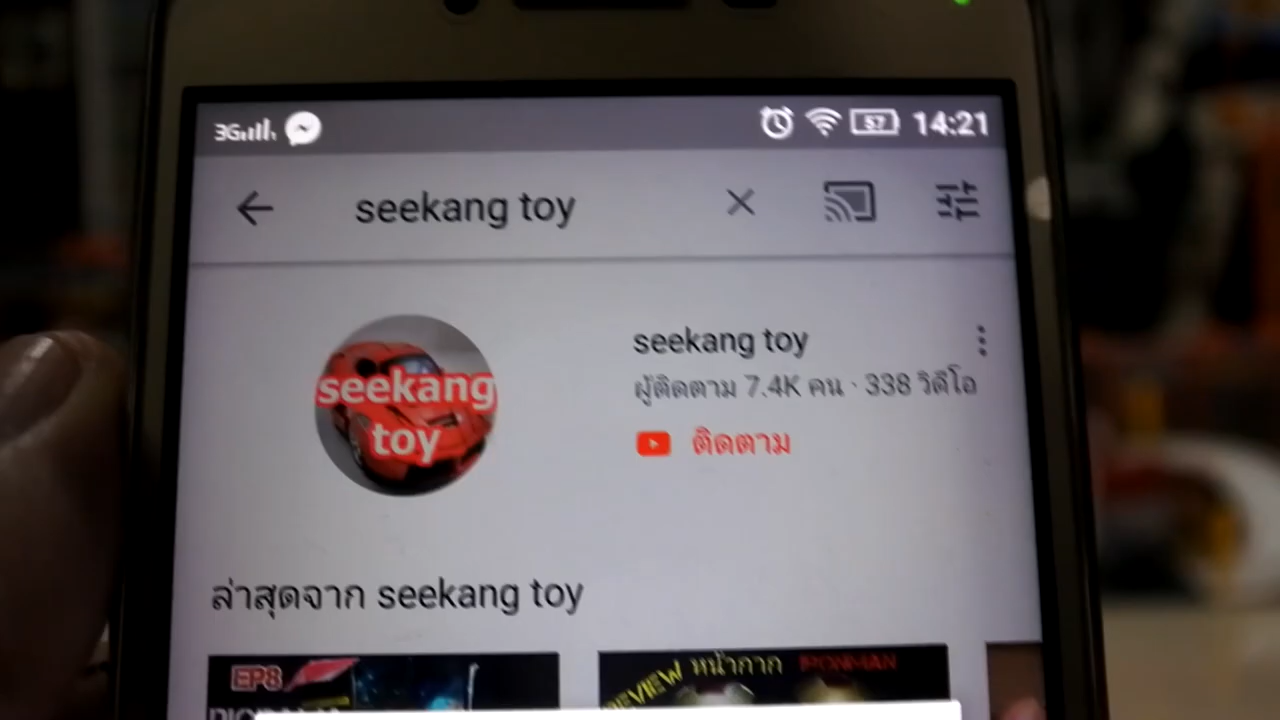 3G 57 14:21
seekang toy
seekang
toy
seekang toy
ผู้ติดตาม 7.4K คน · 338 วิดีโอ
ติดตาม
ล่าสุดจาก seekang toy
EP8
REVIEW หน้ากาก IRONMAN